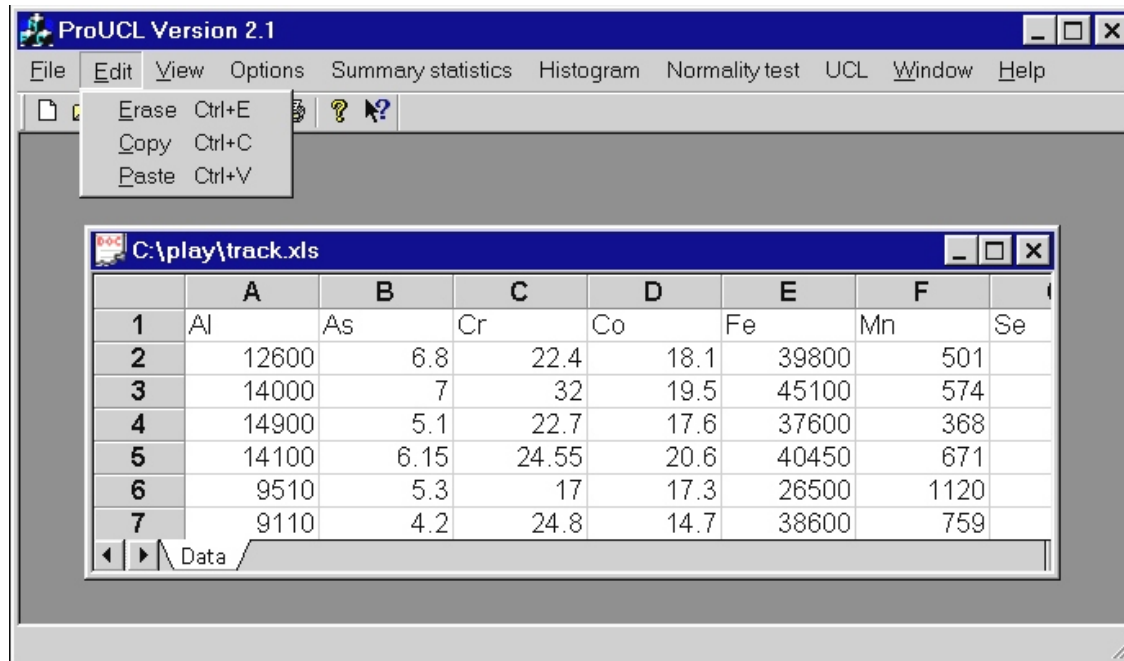 ProUCL Version 2.1
File Edit View Options Summary statistics Histogram Normality test UCL Window Help
Erase Ctrl+E
Copy Ctrl+C
Paste Ctrl+V
C:\play\track.xls
A B C D E F
1 Al As Cr Co Fe Mn Se
2 12600 6.8 22.4 18.1 39800 501
3 14000 7 32 19.5 45100 574
4 14900 5.1 22.7 17.6 37600 368
5 14100 6.15 24.55 20.6 40450 671
6 9510 5.3 17 17.3 26500 1120
7 9110 4.2 24.8 14.7 38600 759
Data